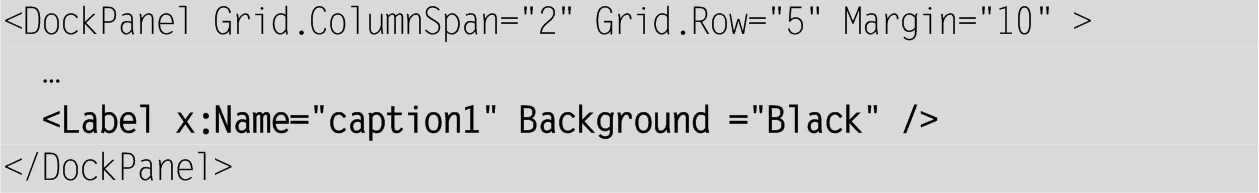 <DockPanel Grid.ColumnSpan="2" Grid.Row="5" Margin="10" >
  …
  <Label x:Name="caption1" Background ="Black" />
</DockPanel>